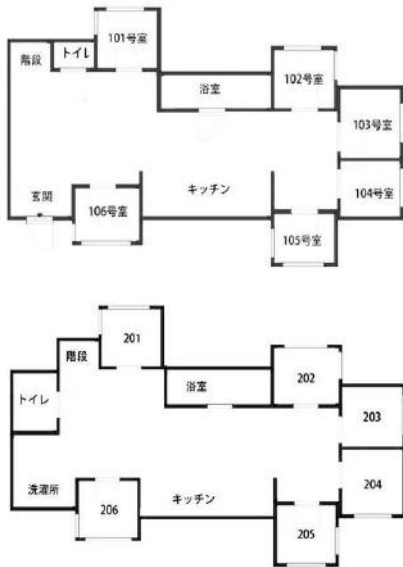 101号室
トイレ
階段
102号室
浴室
103号室
キッチン
104号室
玄関
106号室
105号室
201
階段
202
浴室
トイレ
203
204
洗濯所
キッチン
206
205